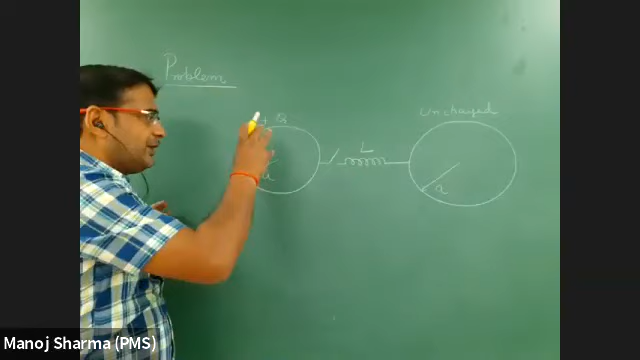 Problem
+ Q
uncharged
L
a
a
Manoj Sharma (PMS)